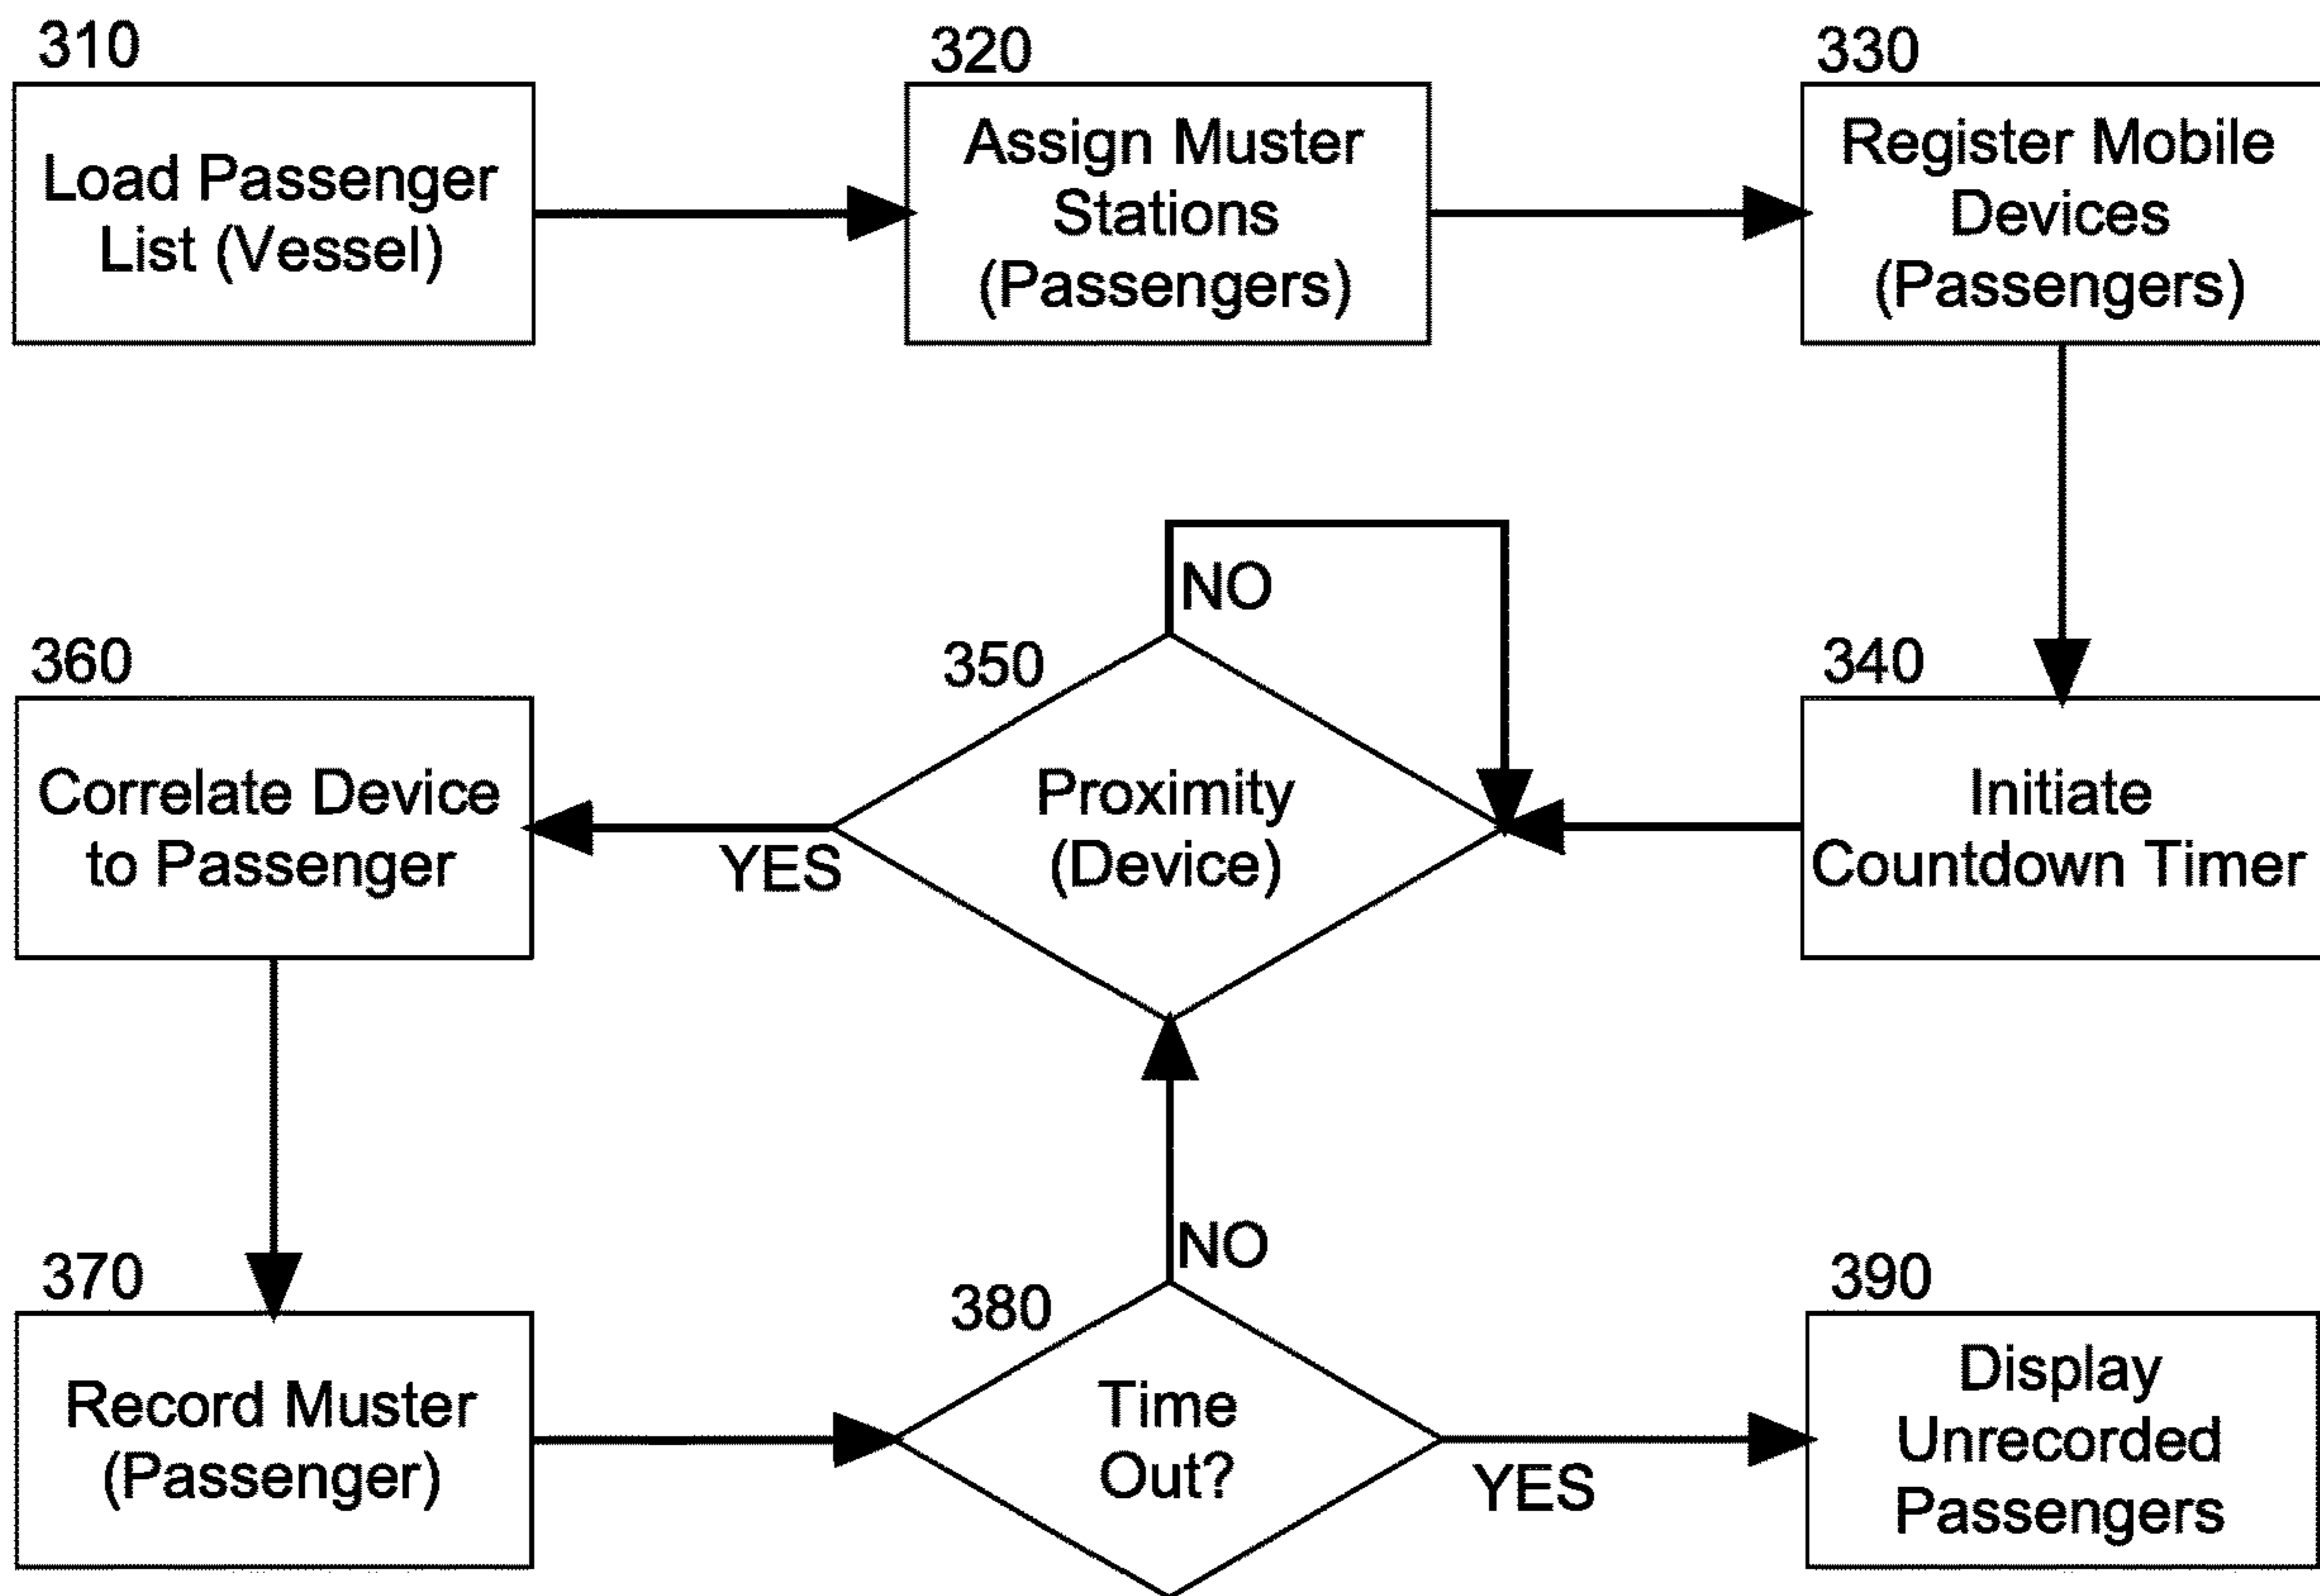 310
Load Passenger
List (Vessel)
320
Assign Muster
Stations
(Passengers)
330
Register Mobile
Devices
(Passengers)
340
Initiate
Countdown Timer
350
NO
Proximity
(Device)
YES
360
Correlate Device
to Passenger
370
Record Muster
(Passenger)
380
NO
Time
Out?
YES
390
Display
Unrecorded
Passengers